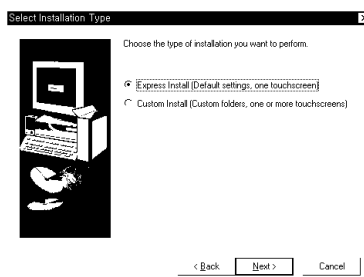 Select Installation Type
Choose the type of installation you want to perform.
Express Install (Default settings, one touchscreen)
Custom Install (Custom folders, one or more touchscreens)
< Back
Next >
Cancel